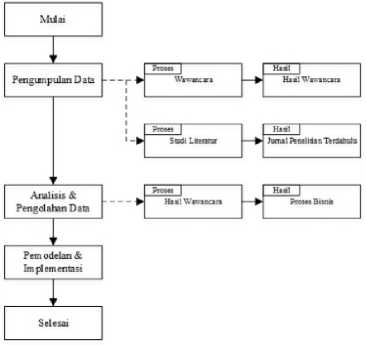 Mulai
Pengumpulan Data
Proses
Wawancara
Hasil
Hasil Wawancara
Proses
Studi Literatur
Hasil
Jurnal Penelitian Terdahulu
Analisis &
Pengolahan Data
Proses
Hasil Wawancara
Hasil
Proses Bisnis
Pemodelan &
Implementasi
Selesai